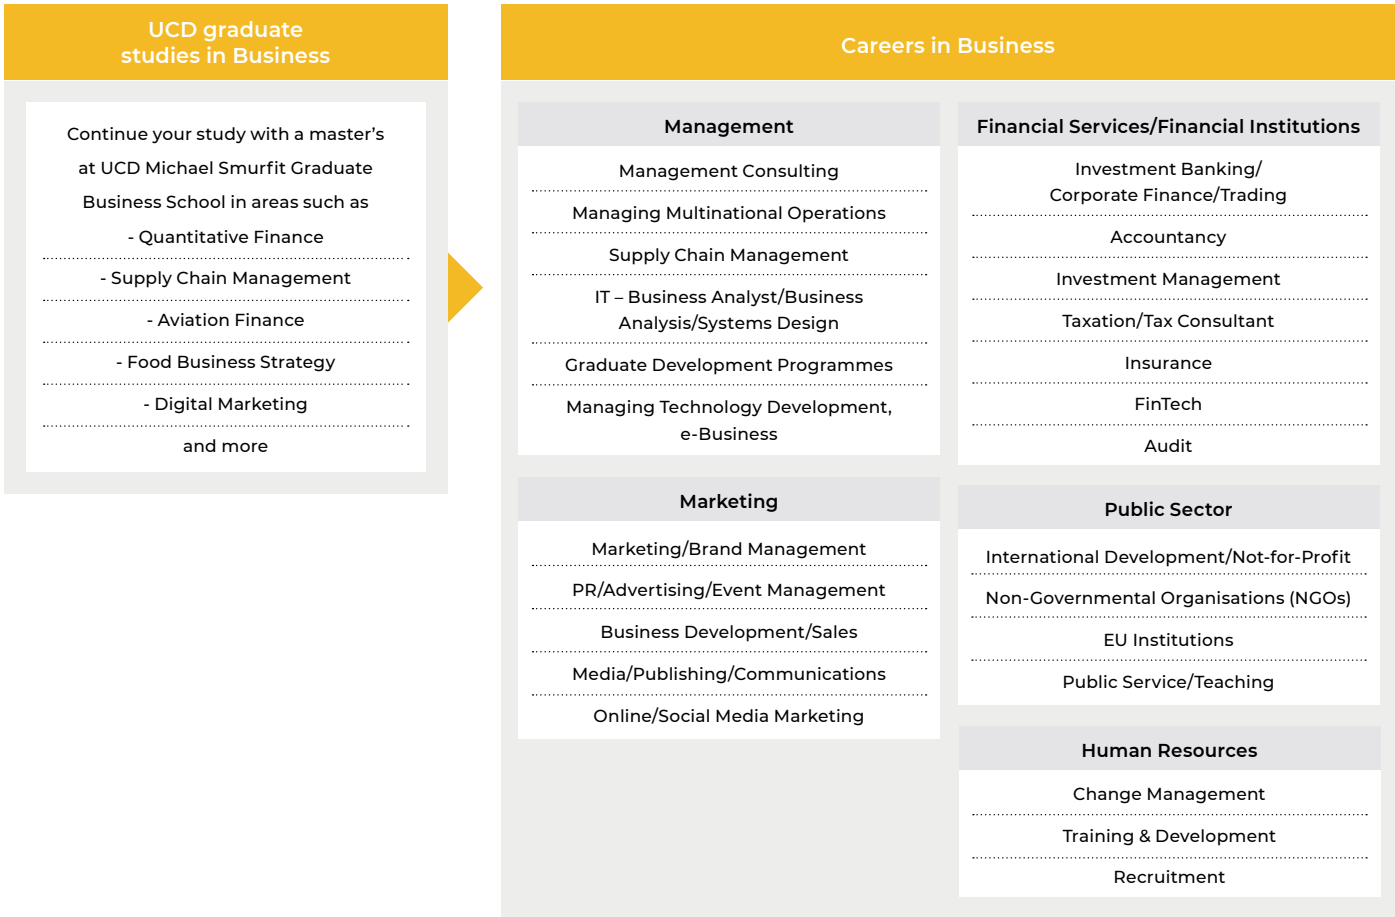 UCD graduate
studies in Business
Continue your study with a master’s
at UCD Michael Smurfit Graduate
Business School in areas such as
- Quantitative Finance
- Supply Chain Management
- Aviation Finance
- Food Business Strategy
- Digital Marketing
and more
Careers in Business
Management
Management Consulting
Managing Multinational Operations
Supply Chain Management
IT – Business Analyst/Business
Analysis/Systems Design
Graduate Development Programmes
Managing Technology Development,
e-Business
Marketing
Marketing/Brand Management
PR/Advertising/Event Management
Business Development/Sales
Media/Publishing/Communications
Online/Social Media Marketing
Financial Services/Financial Institutions
Investment Banking/
Corporate Finance/Trading
Accountancy
Investment Management
Taxation/Tax Consultant
Insurance
FinTech
Audit
Public Sector
International Development/Not-for-Profit
Non-Governmental Organisations (NGOs)
EU Institutions
Public Service/Teaching
Human Resources
Change Management
Training & Development
Recruitment